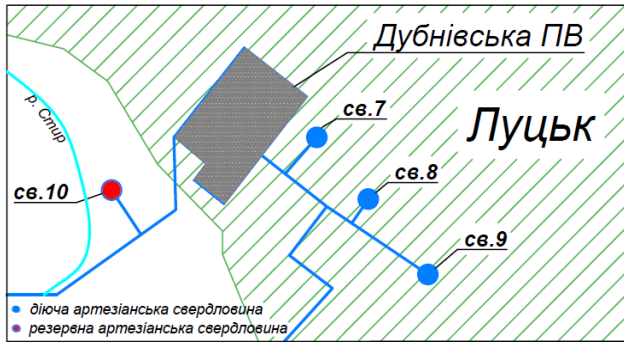 Дубнівська ПВ
св.7
Луцьк
р. Стир
св.10
св.8
св.9
діюча артезіанська свердловина
резервна артезіанська свердловина